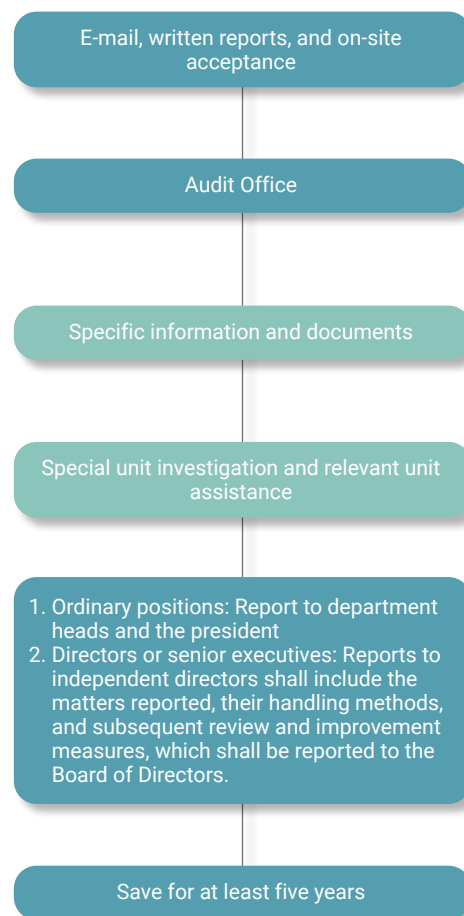 E-mail, written reports, and on-site
acceptance
Audit Office
Specific information and documents
Special unit investigation and relevant unit
assistance
1. Ordinary positions: Report to department
heads and the president
2. Directors or senior executives: Reports to
independent directors shall include the
matters reported, their handling methods,
and subsequent review and improvement
measures, which shall be reported to the
Board of Directors.
Save for at least five years